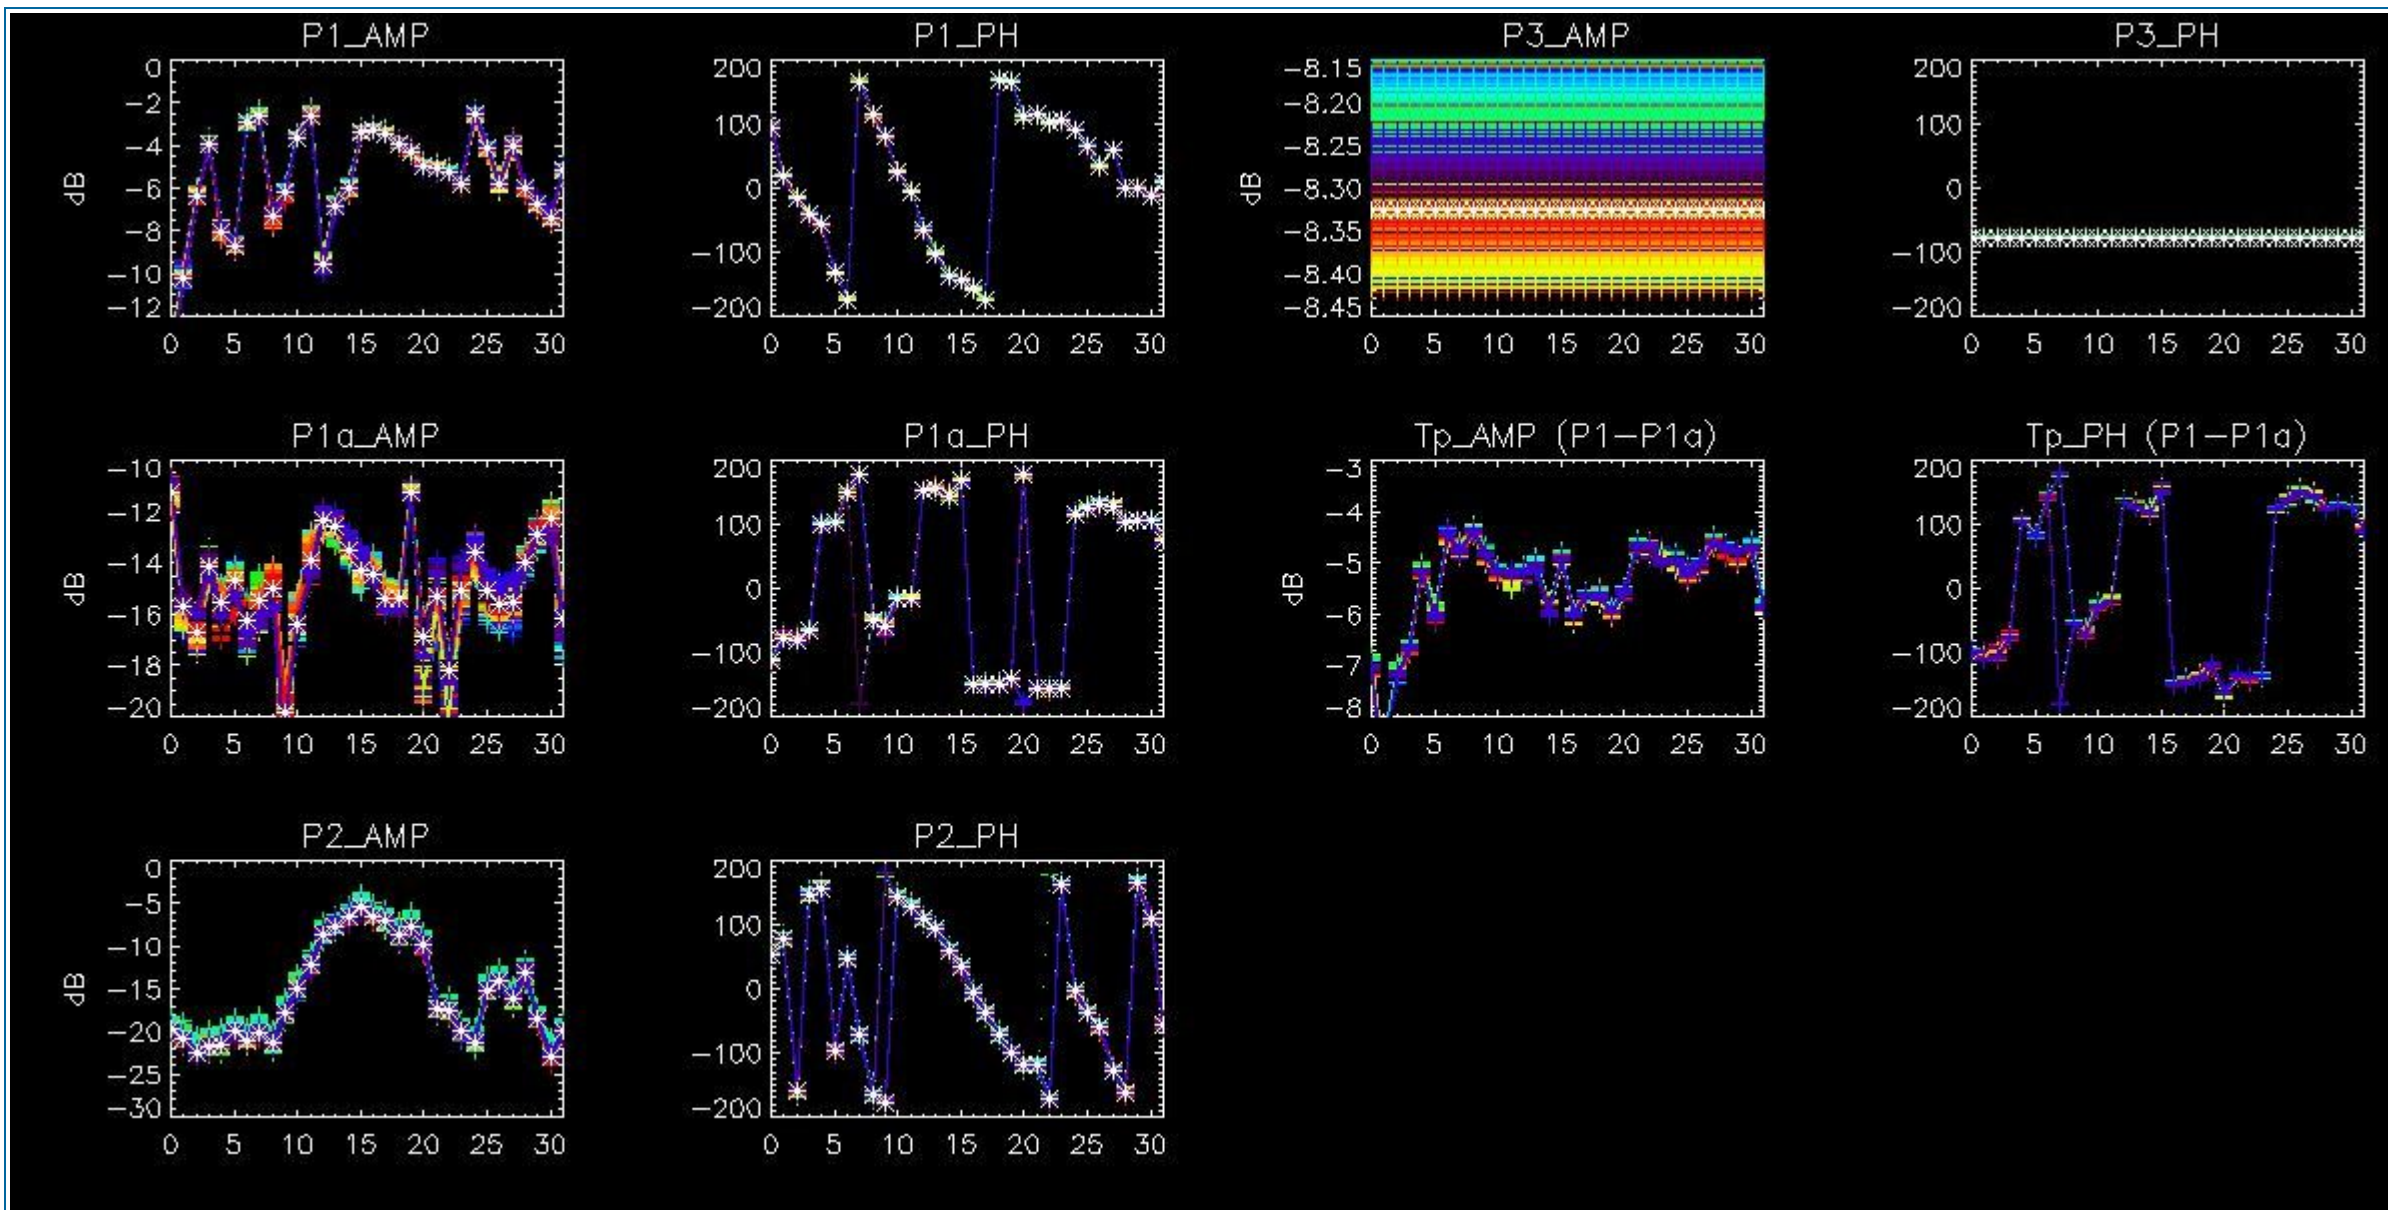 P1_AMP P1_PH P3_AMP P3_PH
0 200 −8.15 200
−2 −8.20
100 100
−4 −8.25
dB −6 0 dB −8.30 0
−8 −8.35
−100 −100
−10 −8.40
−12 −200 −8.45 −200
0 5 10 15 20 25 30 0 5 10 15 20 25 30 0 5 10 15 20 25 30 0 5 10 15 20 25 30
P1a_AMP P1a_PH Tp_AMP (P1−P1a) Tp_PH (P1−P1a)
−10 200 −3 200
−12 100 −4 100
−14 −5
dB 0 dB 0
−16 −6
−18 −100 −7 −100
−20 −200 −8 −200
0 5 10 15 20 25 30 0 5 10 15 20 25 30 0 5 10 15 20 25 30 0 5 10 15 20 25 30
P2_AMP P2_PH
0 200
−5
100
−10
dB −15 0
−20
−100
−25
−30 −200
0 5 10 15 20 25 30 0 5 10 15 20 25 30